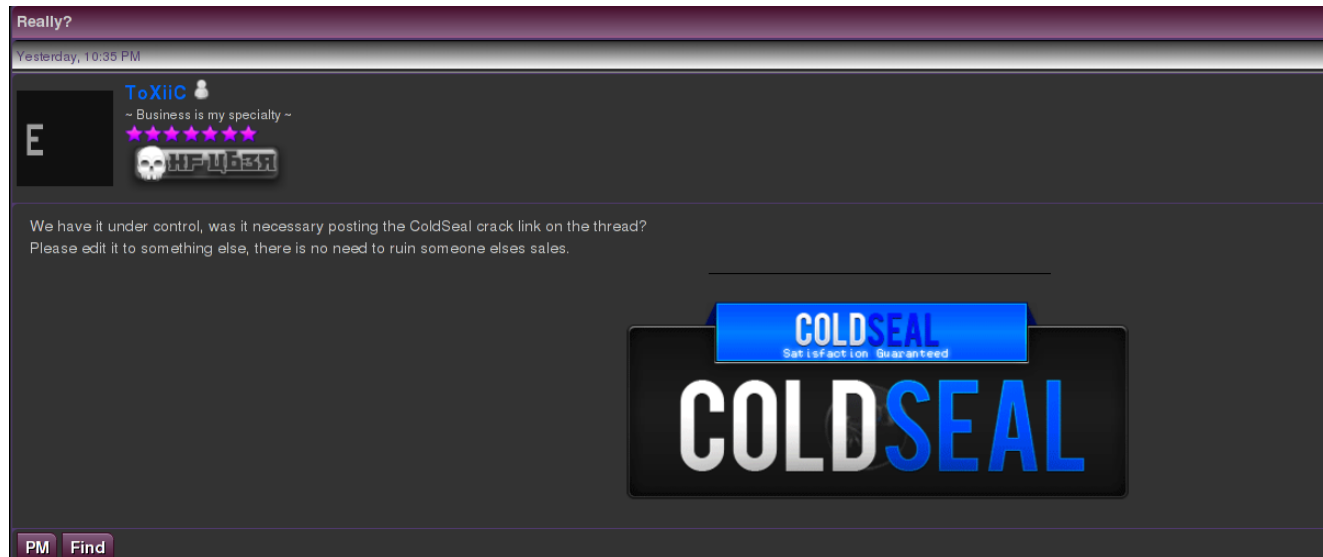 Really?
Yesterday, 10:35 PM
ToXiiC
~ Business is my specialty ~
E
HF ЦБЗЯ
We have it under control, was it necessary posting the ColdSeal crack link on the thread?
Please edit it to something else, there is no need to ruin someone elses sales.
COLDSEAL
Satisfaction Guaranteed
COLDSEAL
PM Find